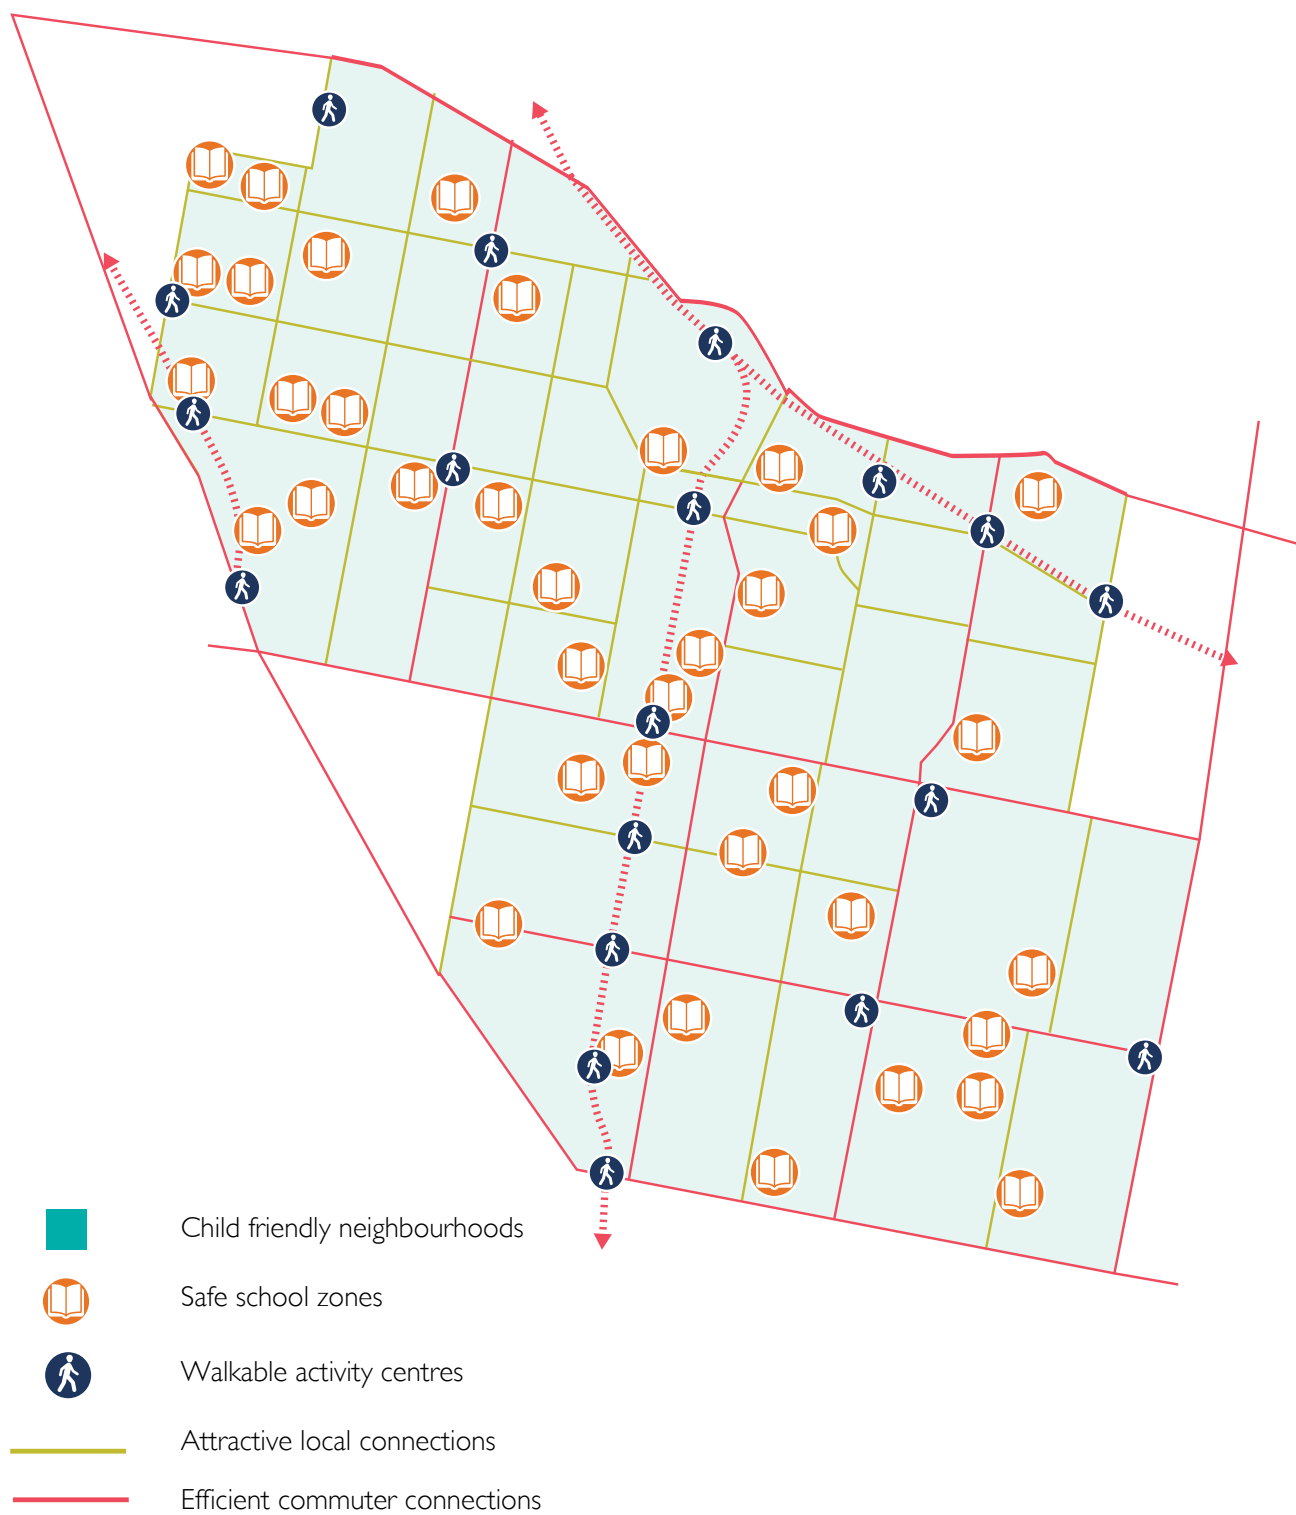 Child friendly neighbourhoods
Safe school zones
Walkable activity centres
Attractive local connections
Efficient commuter connections